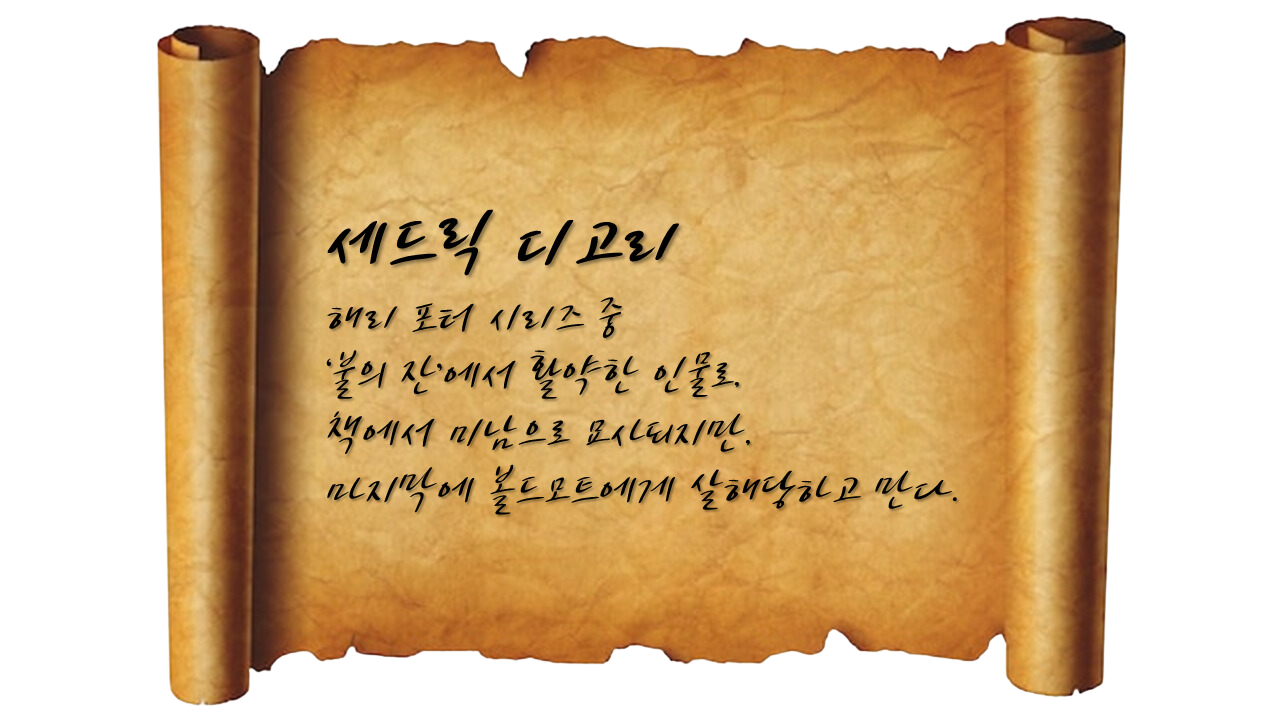 세드릭 디고리
해리 포터 시리즈 중
‘불의 잔’에서 활약한 인물로,
책에서 미남으로 묘사되지만,
마지막에 볼드모트에게 살해당하고 만다.